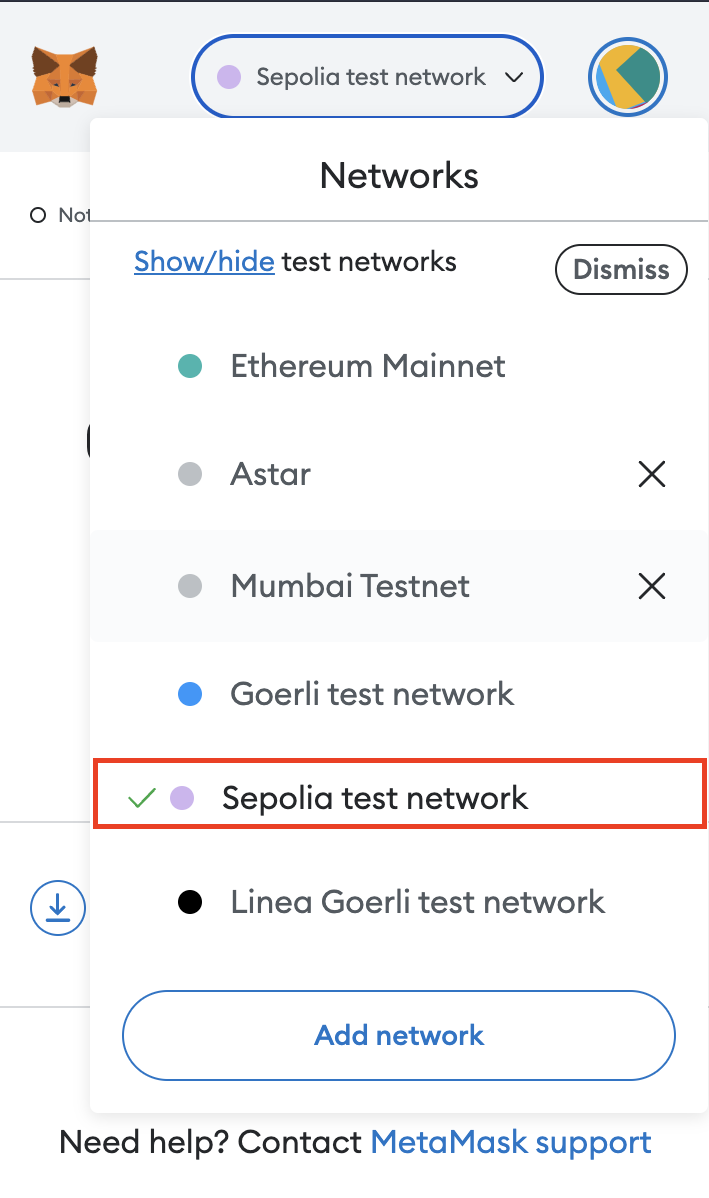 Sepolia test network
Networks
Not
Show/hide test networks
Dismiss
Ethereum Mainnet
Astar
Mumbai Testnet
Goerli test network
Sepolia test network
Linea Goerli test network
Add network
Need help? Contact MetaMask support